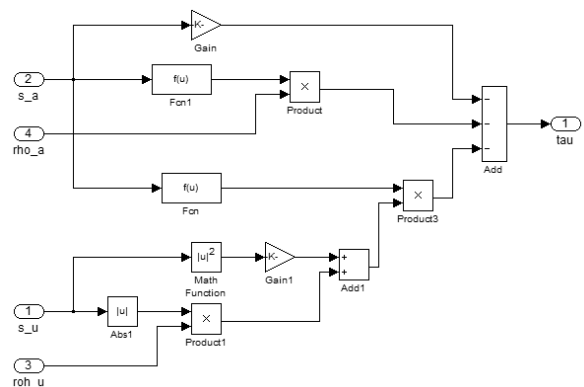 K-
Gain
2
s_a
f(u)
Fcn1
×
Product
4
rho_a
−
−
−
Add
1
tau
f(u)
Fcn
×
Product3
|u|²
Math
Function
K-
Gain1
+
+
Add1
1
s_u
|u|
Abs1
×
Product1
3
roh_u